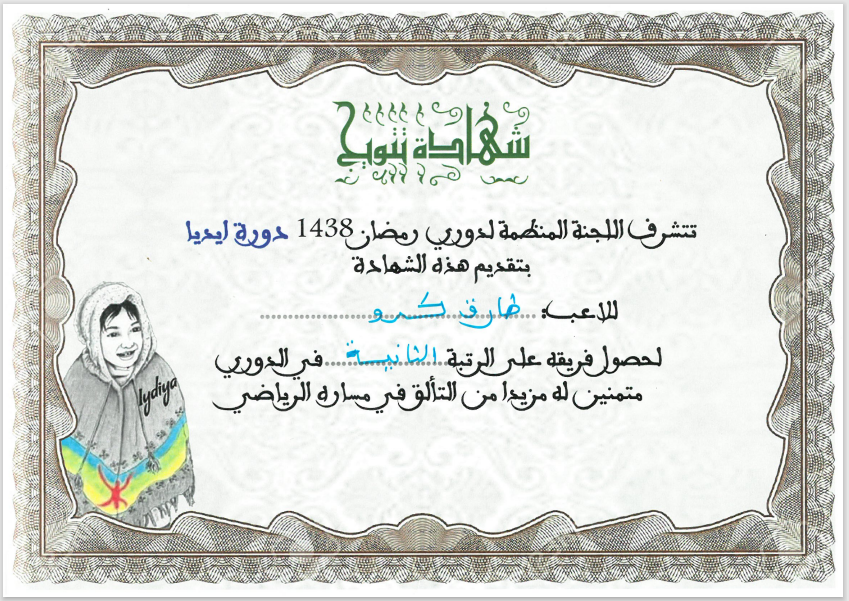 شهادة تتويج
تتشرف اللجنة المنظمة لدوري رمضان 1438 دورة ايديا
بتقديم هذه الشهادة
للاعب: طارق كرو
لحصول فريقه على الرتبة الثانية في الدوري
متمنين له مزيدا من التألق في مساره الرياضي
lydiya